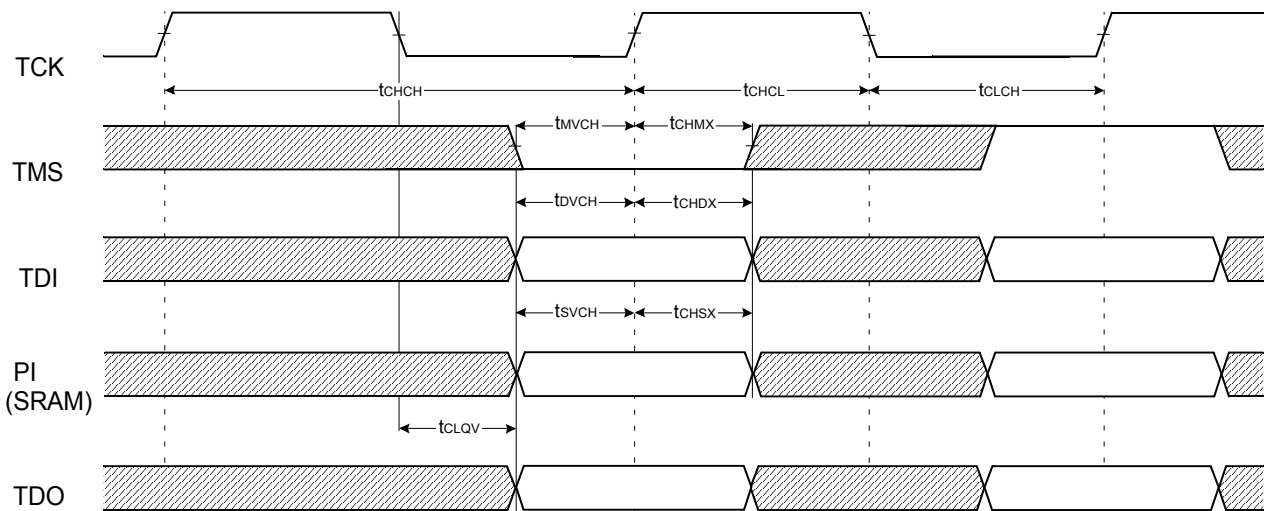 TCK
tCHCH
tCHCL
tCLCH
tMVCH
tCHMX
TMS
tDVCH
tCHDX
TDI
tSVCH
tCHSX
PI
(SRAM)
tCLQV
TDO